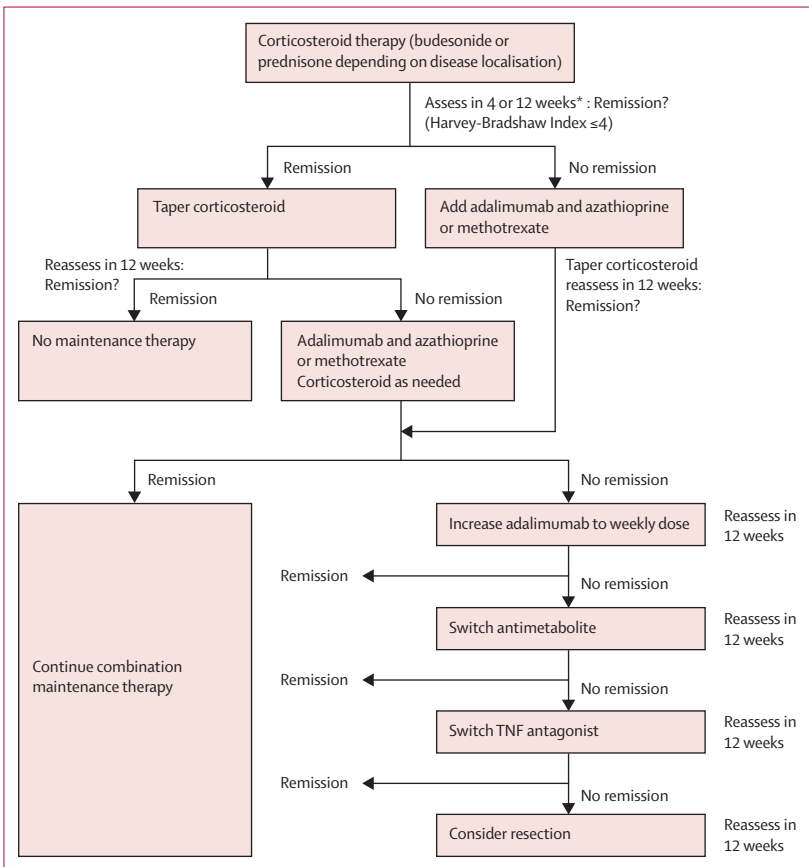 Corticosteroid therapy (budesonide or
prednisone depending on disease localisation)
Assess in 4 or 12 weeks* : Remission?
(Harvey-Bradshaw Index ≤4)
Remission
No remission
Taper corticosteroid
Add adalimumab and azathioprine
or methotrexate
Reassess in 12 weeks:
Remission?
Remission
No remission
Taper corticosteroid
reassess in 12 weeks:
Remission?
No maintenance therapy
Adalimumab and azathioprine
or methotrexate
Corticosteroid as needed
Remission
No remission
Increase adalimumab to weekly dose
Reassess in
12 weeks
Remission
No remission
Switch antimetabolite
Reassess in
12 weeks
Continue combination
maintenance therapy
Remission
No remission
Switch TNF antagonist
Reassess in
12 weeks
Remission
No remission
Consider resection
Reassess in
12 weeks